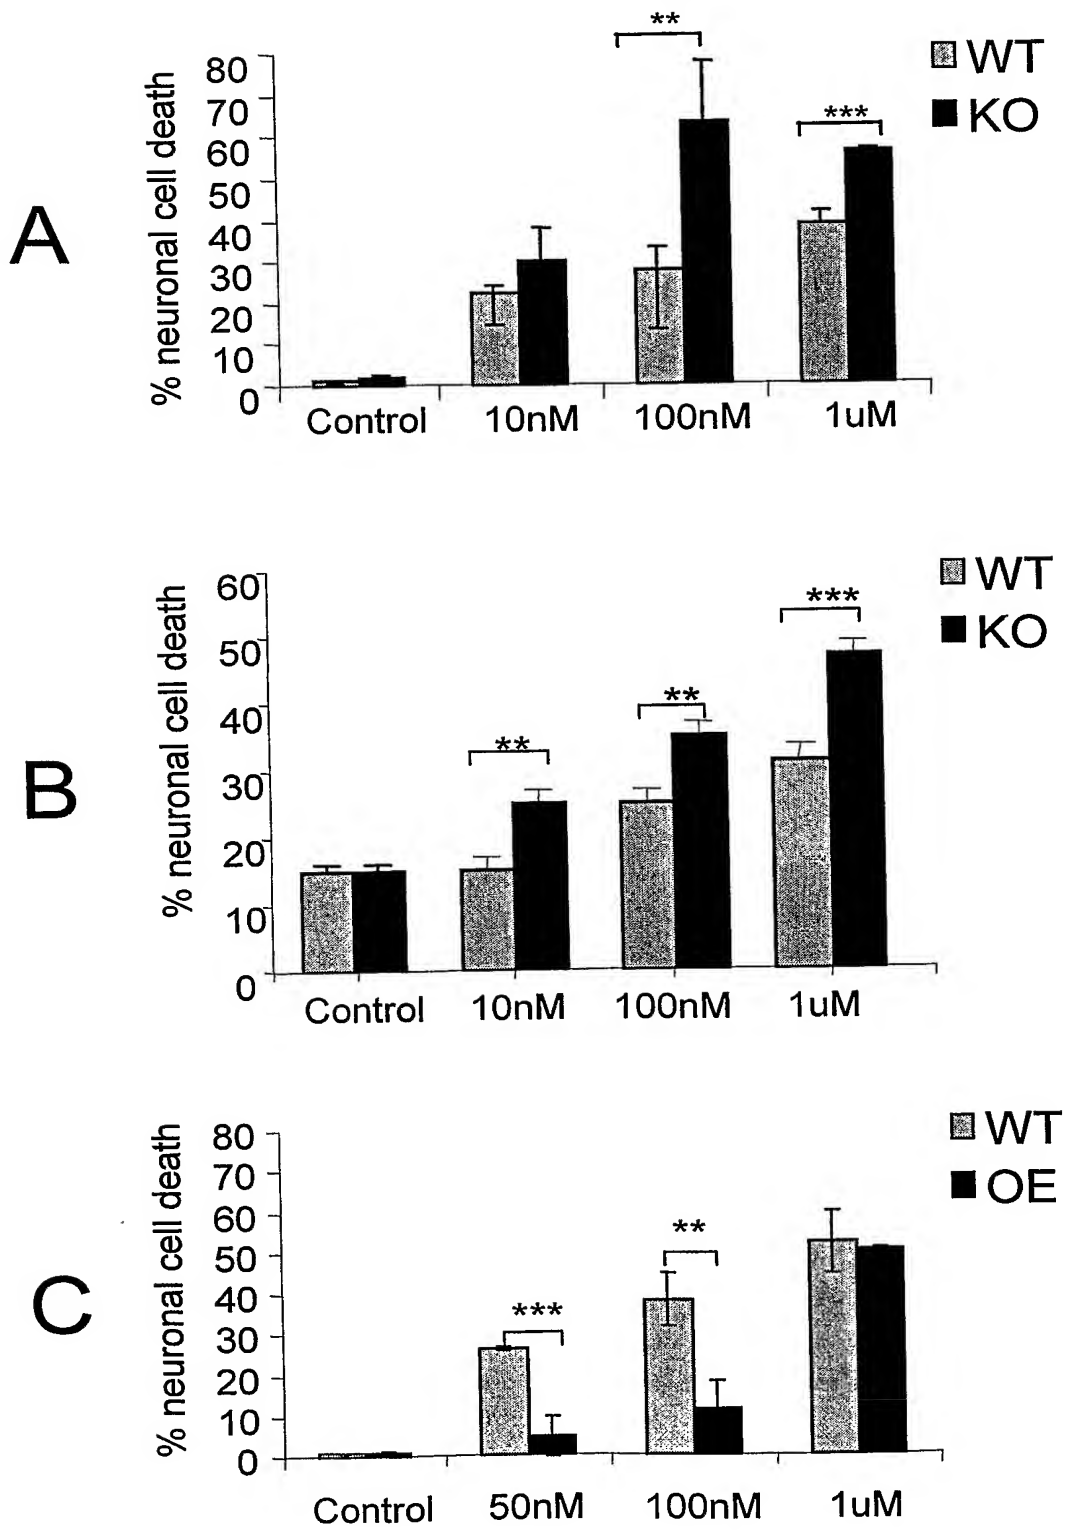 A
% neuronal cell death
80
70
60
50
40
30
20
10
0
**
***
WT
KO
Control 10nM 100nM 1uM
B
% neuronal cell death
60
50
40
30
20
10
0
**
**
***
WT
KO
Control 10nM 100nM 1uM
C
% neuronal cell death
80
70
60
50
40
30
20
10
0
***
**
WT
OE
Control 50nM 100nM 1uM